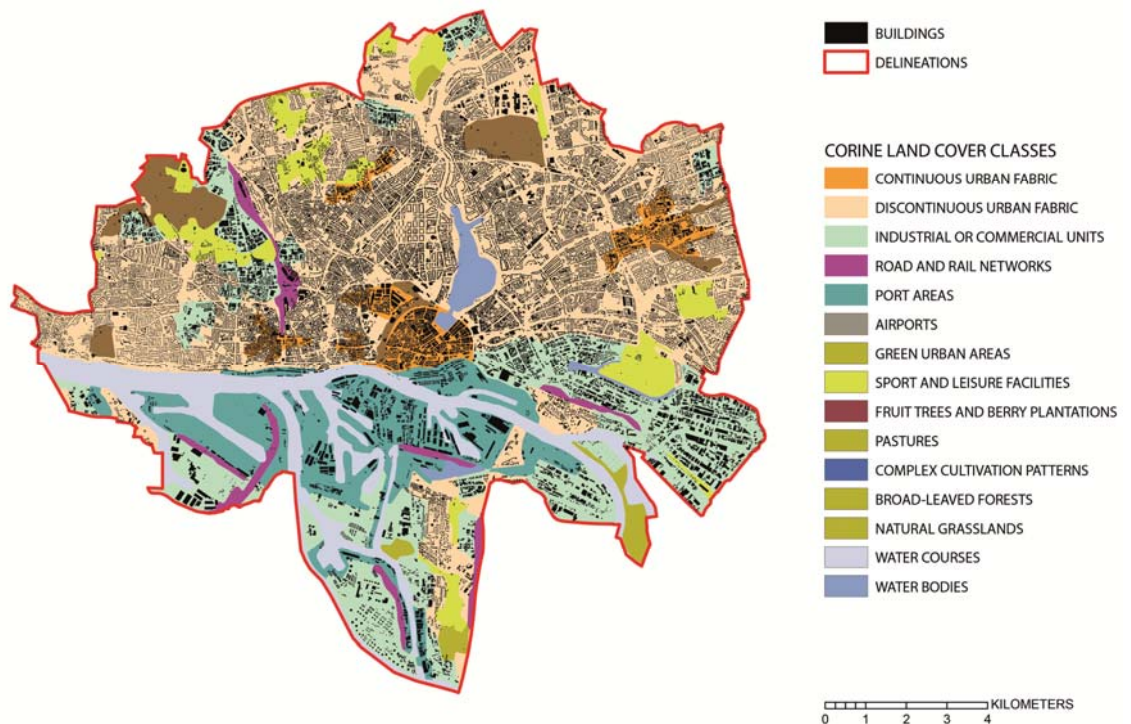 BUILDINGS
DELINEATIONS
CORINE LAND COVER CLASSES
CONTINUOUS URBAN FABRIC
DISCONTINUOUS URBAN FABRIC
INDUSTRIAL OR COMMERCIAL UNITS
ROAD AND RAIL NETWORKS
PORT AREAS
AIRPORTS
GREEN URBAN AREAS
SPORT AND LEISURE FACILITIES
FRUIT TREES AND BERRY PLANTATIONS
PASTURES
COMPLEX CULTIVATION PATTERNS
BROAD-LEAVED FORESTS
NATURAL GRASSLANDS
WATER COURSES
WATER BODIES
KILOMETERS
0 1 2 3 4